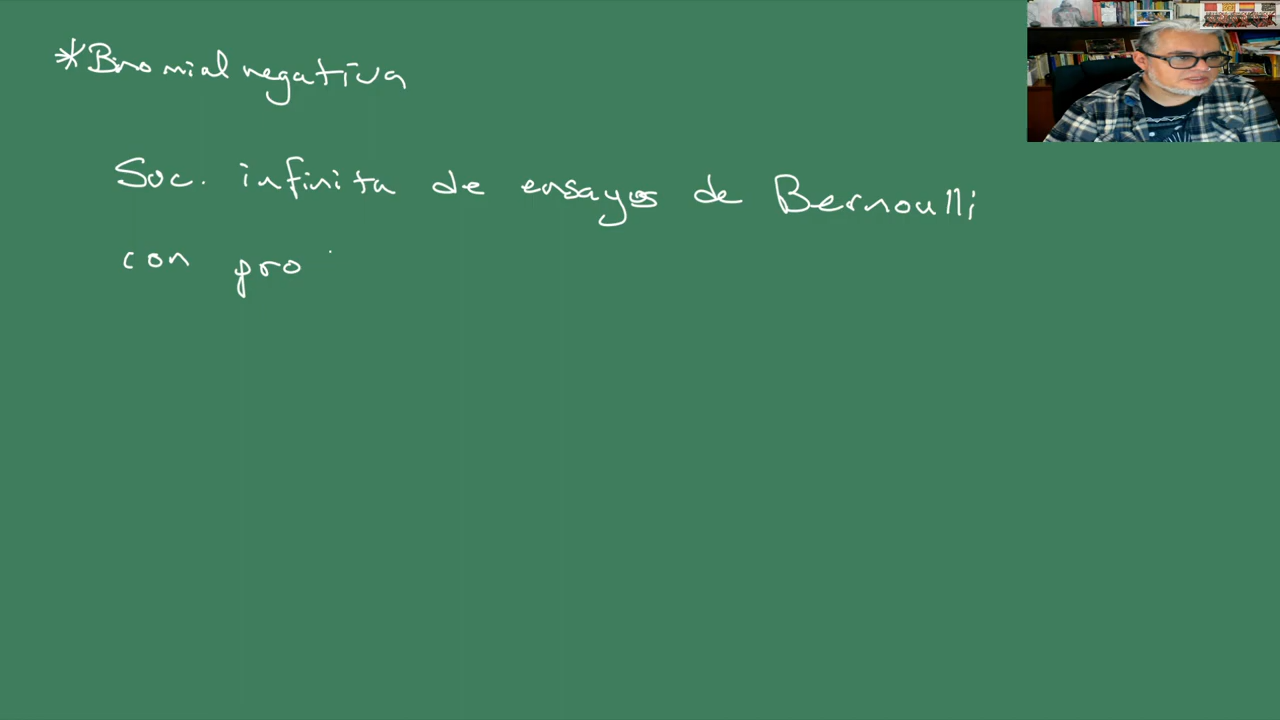 *Binomial negativa
Suc. infinita de ensayos de Bernoulli
con pro